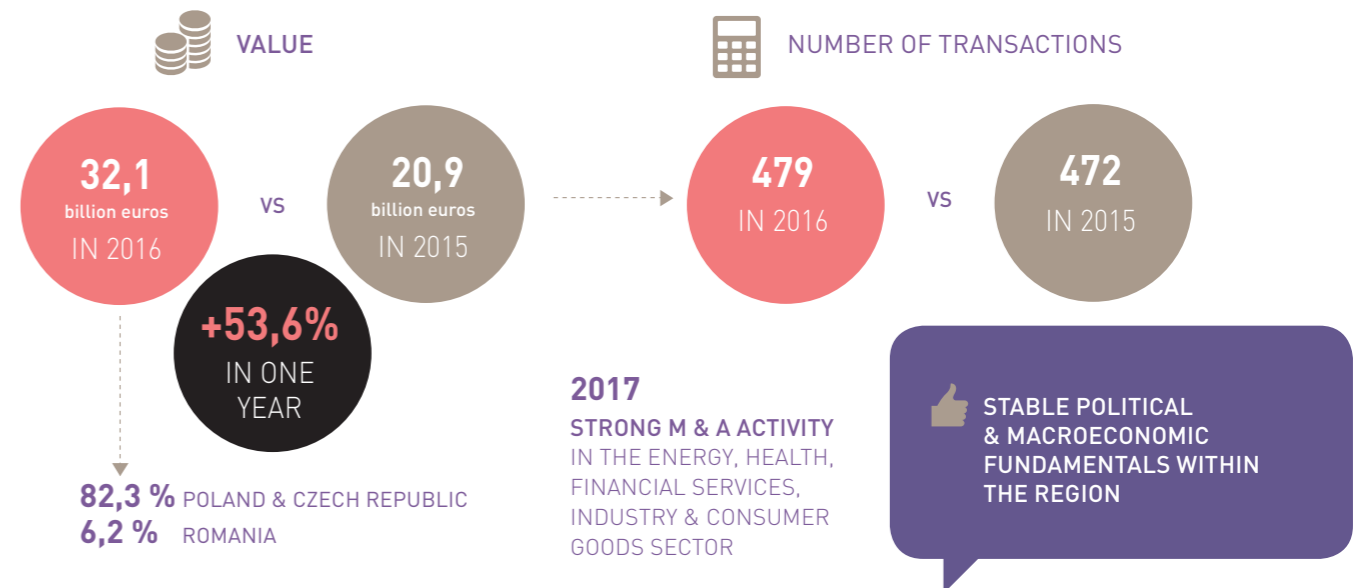 VALUE
32,1
billion euros
IN 2016
VS
20,9
billion euros
IN 2015
+53,6%
IN ONE
YEAR
82,3 % POLAND & CZECH REPUBLIC
6,2 % ROMANIA
NUMBER OF TRANSACTIONS
479
IN 2016
VS
472
IN 2015
2017
STRONG M & A ACTIVITY
IN THE ENERGY, HEALTH,
FINANCIAL SERVICES,
INDUSTRY & CONSUMER
GOODS SECTOR
STABLE POLITICAL
& MACROECONOMIC
FUNDAMENTALS WITHIN
THE REGION